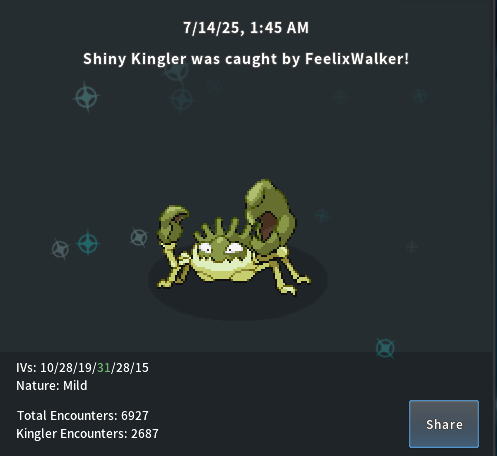 7/14/25, 1:45 AM
Shiny Kingler was caught by FeelixWalker!
IVs: 10/28/19/31/28/15
Nature: Mild
Total Encounters: 6927
Kingler Encounters: 2687
Share